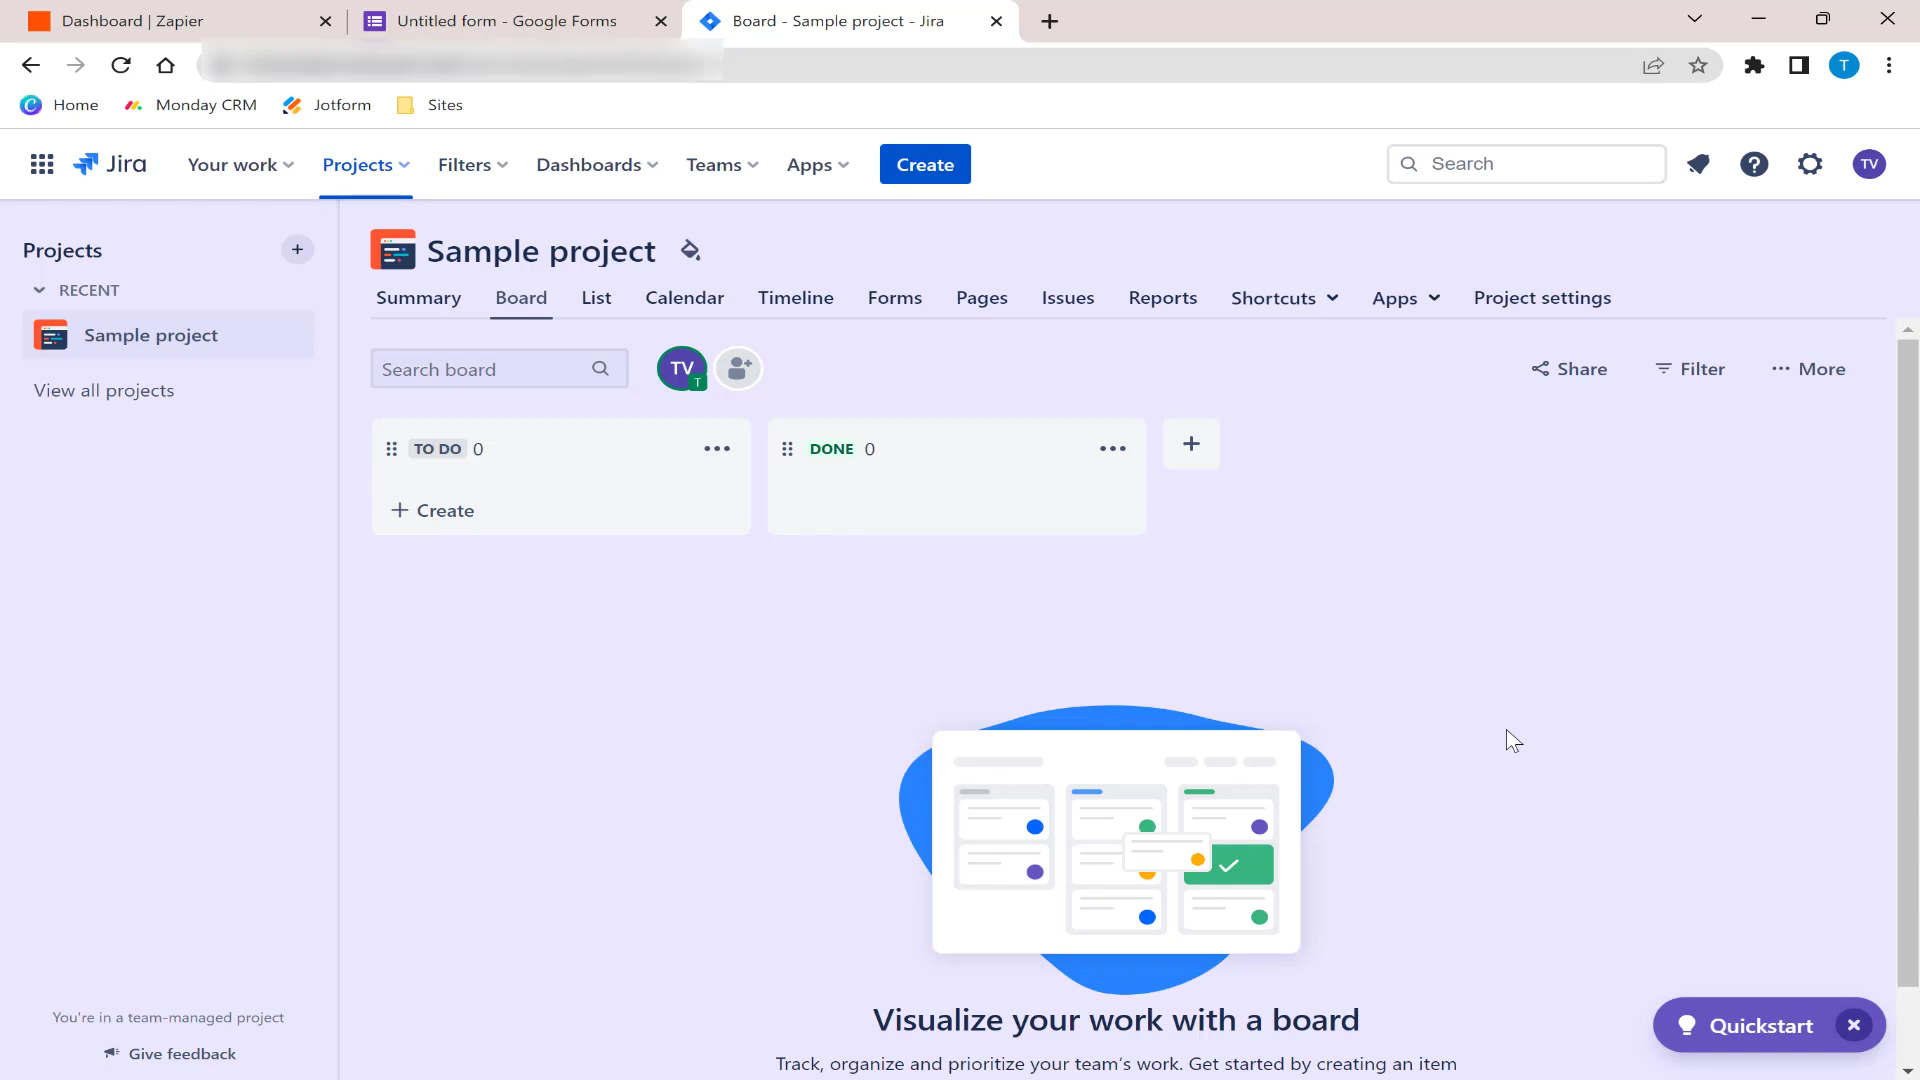 Dashboard | Zapier
Untitled form - Google Forms
Board - Sample project - Jira
T
Home
Monday CRM
Jotform
Sites
Jira
Your work
Projects
Filters
Dashboards
Teams
Apps
Create
Search
TV
Projects
RECENT
Sample project
View all projects
Sample project
Summary
Board
List
Calendar
Timeline
Forms
Pages
Issues
Reports
Shortcuts
Apps
Project settings
Search board
TV
T
Share
Filter
More
TO DO 0
DONE 0
Create
Visualize your work with a board
Track, organize and prioritize your team's work. Get started by creating an item
You're in a team-managed project
Give feedback
Quickstart